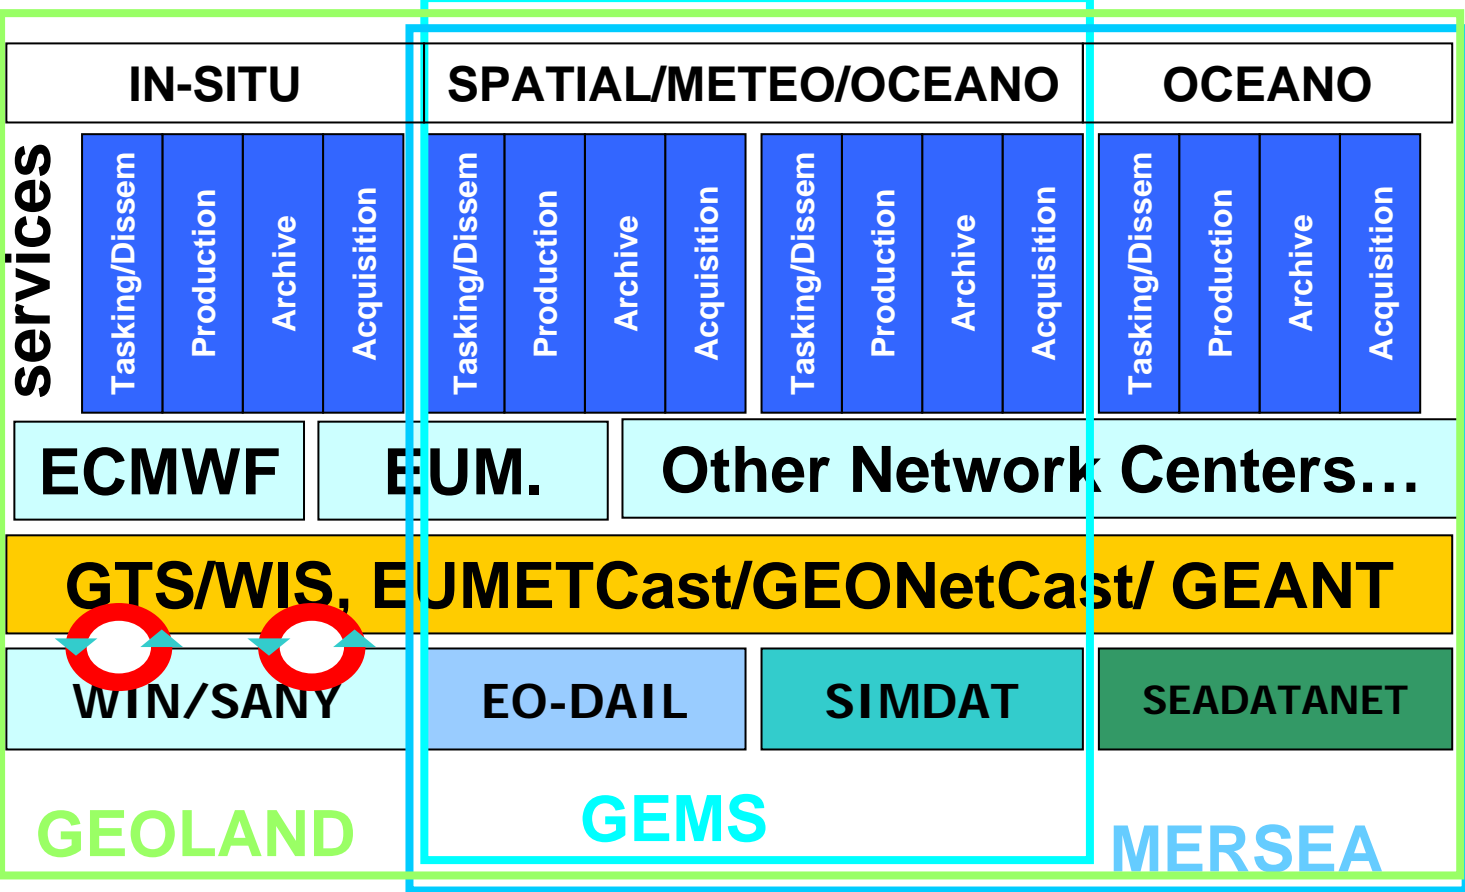 IN-SITU
SPATIAL/METEO/OCEANO
OCEANO
services
Tasking/Dissem
Production
Archive
Acquisition
Tasking/Dissem
Production
Archive
Acquisition
Tasking/Dissem
Production
Archive
Acquisition
Tasking/Dissem
Production
Archive
Acquisition
ECMWF
EUM.
Other Network Centers...
GTS/WIS, EUMETCast/GEONetCast/ GEANT
WIN/SANY
EO-DAIL
SIMDAT
SEADATANET
GEOLAND
GEMS
MERSEA